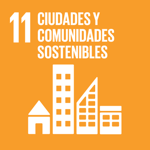 11 CIUDADES Y
COMUNIDADES
SOSTENIBLES